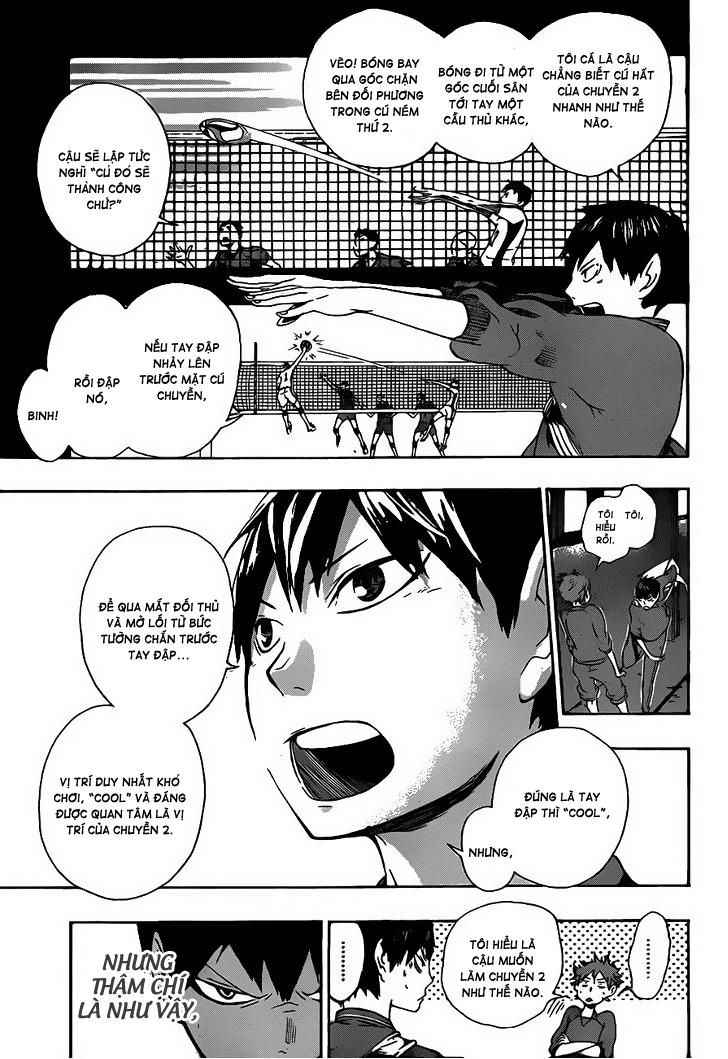 TÔI CÁ LÀ CẬU
CHẲNG BIẾT CÚ HẤT
CỦA CHUYỀN 2
NHANH NHƯ THẾ
NÀO.
BÓNG ĐI TỪ MỘT
GÓC CUỐI SÂN
TỚI TAY MỘT
CẦU THỦ KHÁC,
VÈO! BÓNG BAY
QUA GÓC CHẶN
BÊN ĐỐI PHƯƠNG
TRONG CÚ NÉM
THỨ 2.
CẬU SẼ LẬP TỨC
NGHĨ "CÚ ĐÓ SẼ
THÀNH CÔNG
CHỨ?"
NẾU TAY ĐẬP
NHẢY LÊN
TRƯỚC MẶT CÚ
CHUYỀN,
RỒI ĐẬP
NÓ,
BINH!
TÔI,
TÔI
HIỂU
RỒI.
ĐỂ QUA MẮT ĐỐI THỦ
VÀ MỞ LỐI TỪ BỨC
TƯỜNG CHẮN TRƯỚC
TAY ĐẬP...
ĐÚNG LÀ TAY
ĐẬP THÌ "COOL",
NHƯNG,
VỊ TRÍ DUY NHẤT KHÓ
CHƠI, "COOL" VÀ ĐÁNG
ĐƯỢC QUAN TÂM LÀ VỊ
TRÍ CỦA CHUYỀN 2.
........
TÔI HIỂU LÀ
CẬU MUỐN
LÀM CHUYỀN 2
NHƯ THẾ NÀO.
........
NHƯNG
THẬM CHÍ
LÀ NHƯ VẬY,